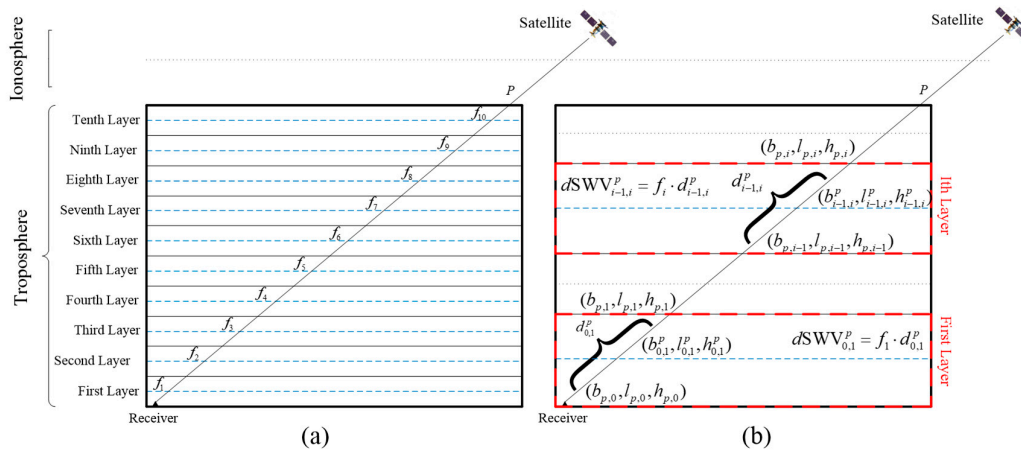 Ionosphere
Troposphere
Satellite
P
Tenth Layer
f₁₀
Ninth Layer
f₉
Eighth Layer
f₈
Seventh Layer
f₇
Sixth Layer
f₆
Fifth Layer
f₅
Fourth Layer
f₄
Third Layer
f₃
Second Layer
f₂
First Layer
f₁
Receiver
(a)
Satellite
P
(b_{p,i}, l_{p,i}, h_{p,i})
dSWV^p_{i-1,i} = f_i · d^p_{i-1,i}
d^p_{i-1,i}
(b^p_{i-1,i}, l^p_{i-1,i}, h^p_{i-1,i})
(b_{p,i-1}, l_{p,i-1}, h_{p,i-1})
Ith Layer
(b_{p,1}, l_{p,1}, h_{p,1})
d^p_{0,1}
(b^p_{0,1}, l^p_{0,1}, h^p_{0,1})
dSWV^p_{0,1} = f₁ · d^p_{0,1}
(b_{p,0}, l_{p,0}, h_{p,0})
First Layer
Receiver
(b)